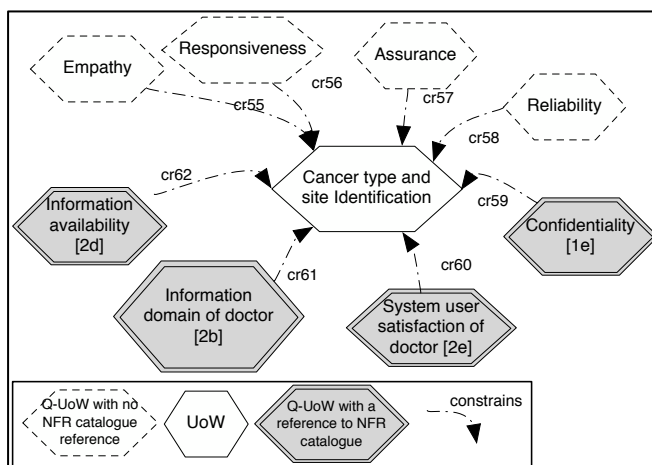 Responsiveness
Assurance
Empathy
cr56
cr55
cr57
Reliability
cr58
Cancer type and
site Identification
cr62
cr59
Information
availability
[2d]
Confidentiality
[1e]
cr61
cr60
Information
domain of doctor
[2b]
System user
satisfaction of
doctor [2e]
Q-UoW with no
NFR catalogue
reference
UoW
Q-UoW with a
reference to NFR
catalogue
constrains